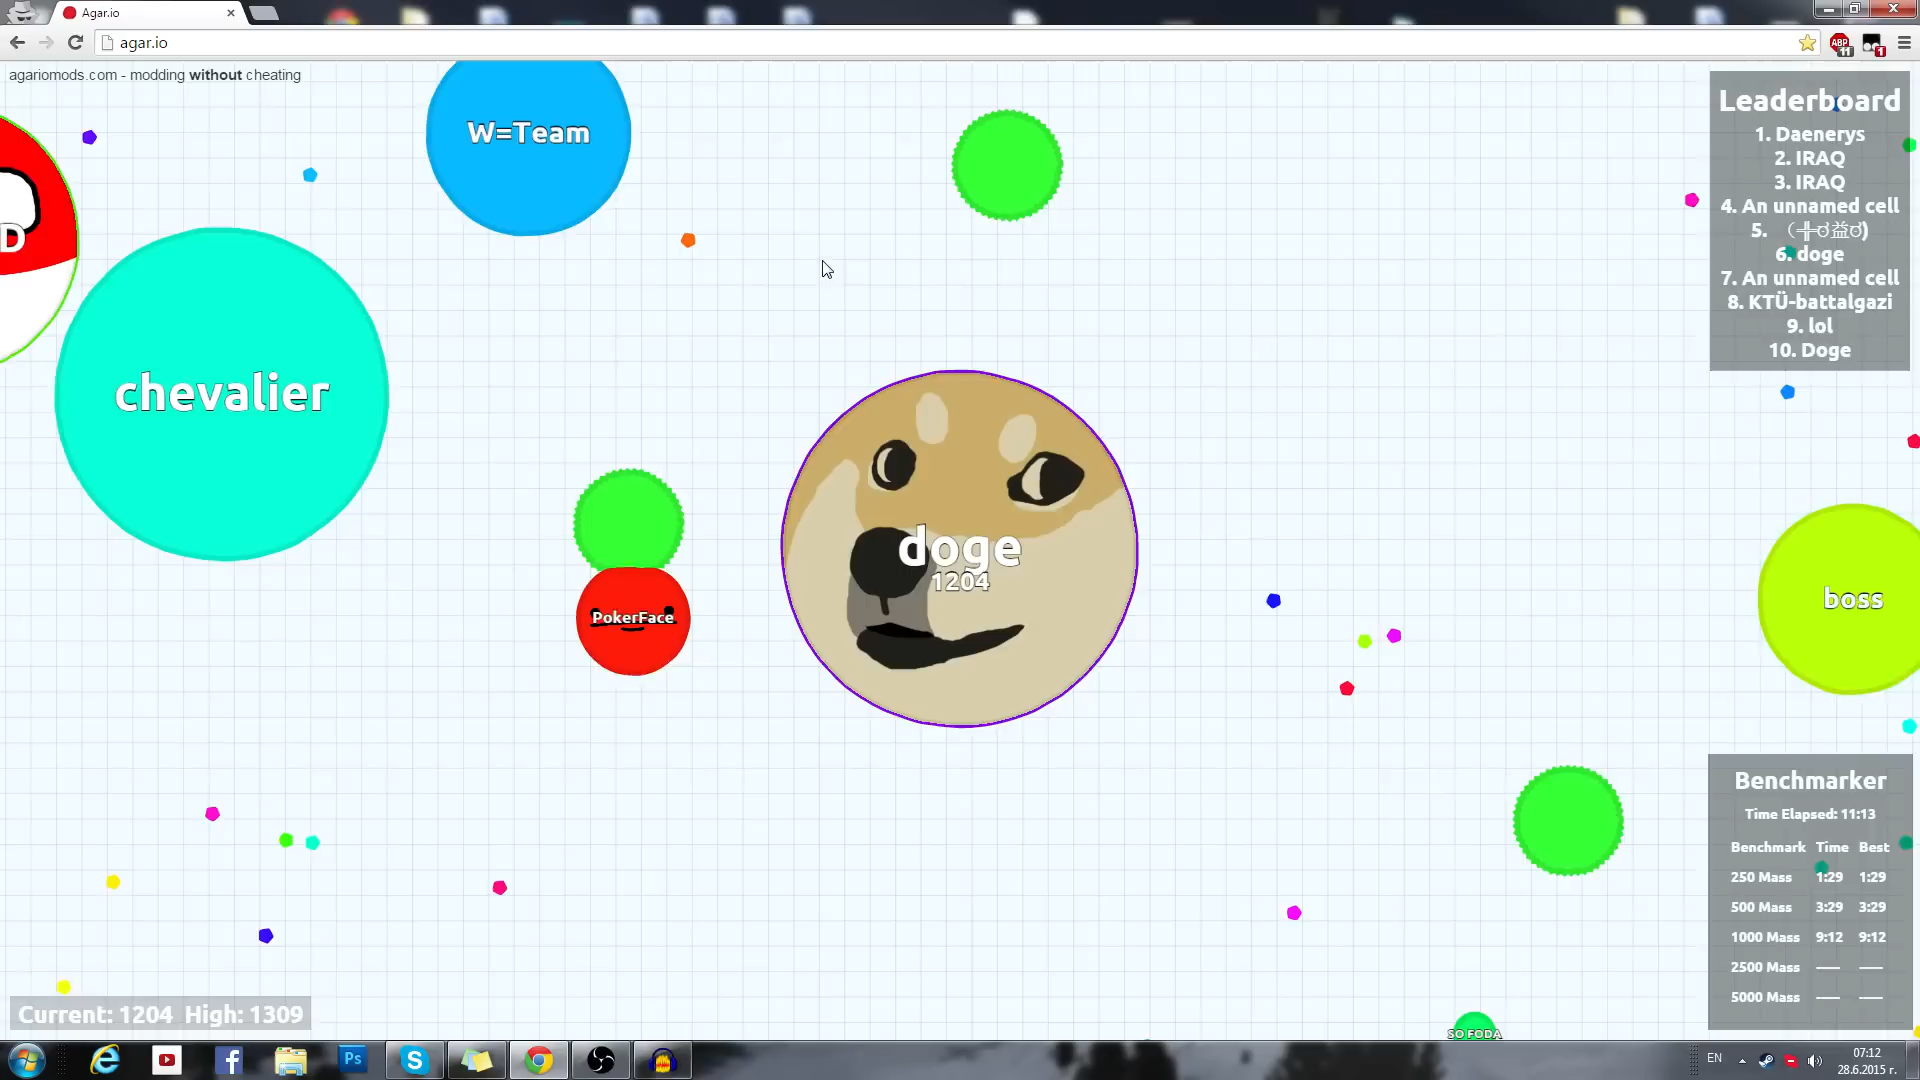 Agar.io
agar.io
ABP
11
1
agariomods.com - modding without cheating
W=Team
D
chevalier
PokerFace
doge
1204
boss
SO FODA
Leaderboard
1. Daenerys
2. IRAQ
3. IRAQ
4. An unnamed cell
5. （╬ಠ益ಠ)
6. doge
7. An unnamed cell
8. KTÜ-battalgazi
9. lol
10. Doge
Benchmarker
Time Elapsed: 11:13
Benchmark Time Best
250 Mass 1:29 1:29
500 Mass 3:29 3:29
1000 Mass 9:12 9:12
2500 Mass —— ——
5000 Mass —— ——
Current: 1204 High: 1309
Ps
EN
07:12
28.6.2015 г.